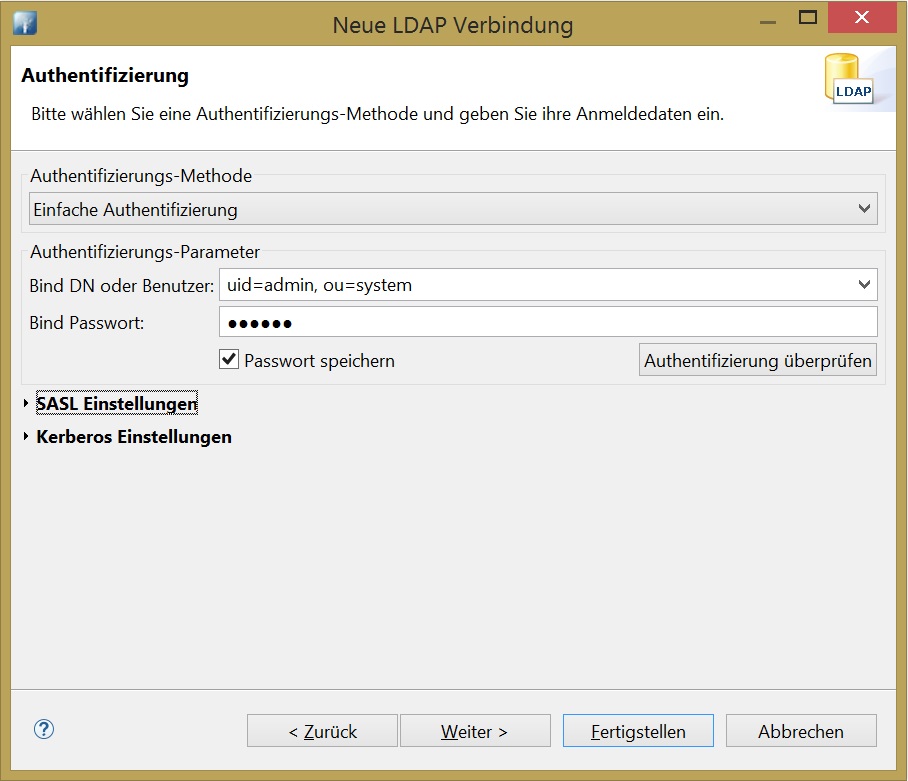 Neue LDAP Verbindung
Authentifizierung
LDAP
Bitte wählen Sie eine Authentifizierungs-Methode und geben Sie ihre Anmeldedaten ein.
Authentifizierungs-Methode
Einfache Authentifizierung
Authentifizierungs-Parameter
Bind DN oder Benutzer: uid=admin, ou=system
Bind Passwort: ●●●●●●
Passwort speichern Authentifizierung überprüfen
SASL Einstellungen
Kerberos Einstellungen
? < Zurück Weiter > Fertigstellen Abbrechen